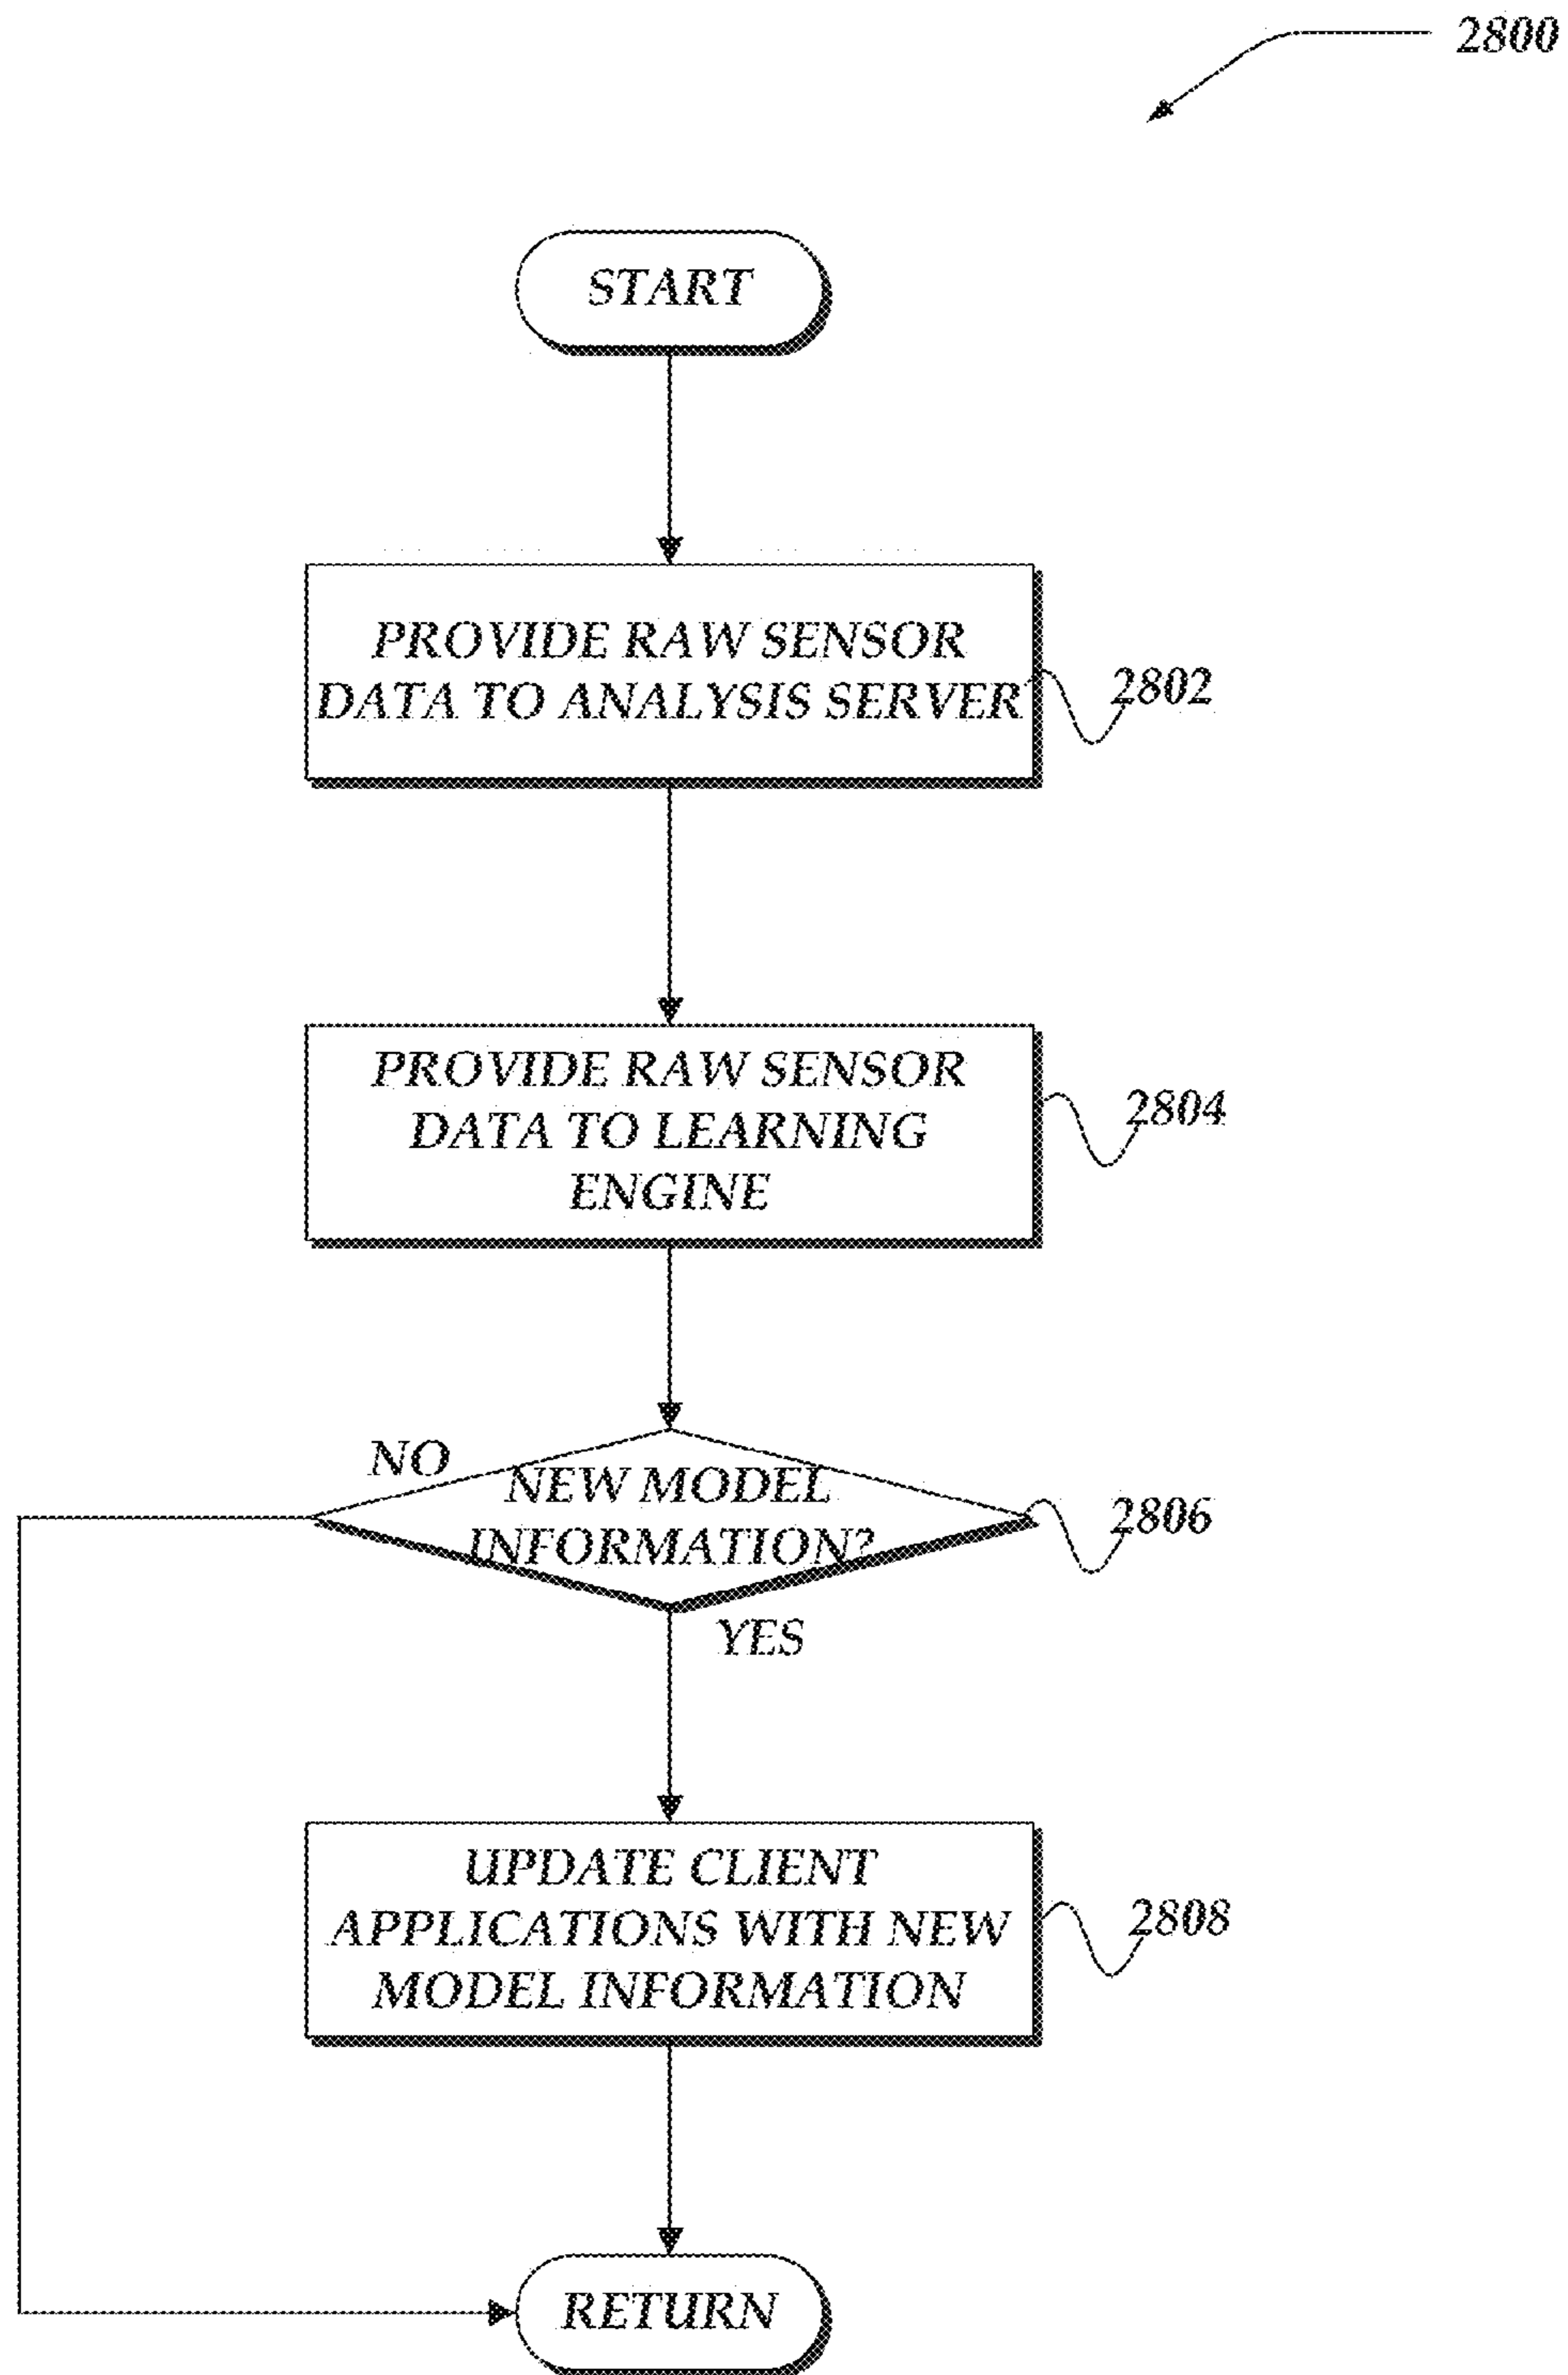 2800
START
PROVIDE RAW SENSOR
DATA TO ANALYSIS SERVER
2802
PROVIDE RAW SENSOR
DATA TO LEARNING
ENGINE
2804
NO
NEW MODEL
INFORMATION?
2806
YES
UPDATE CLIENT
APPLICATIONS WITH NEW
MODEL INFORMATION
2808
RETURN